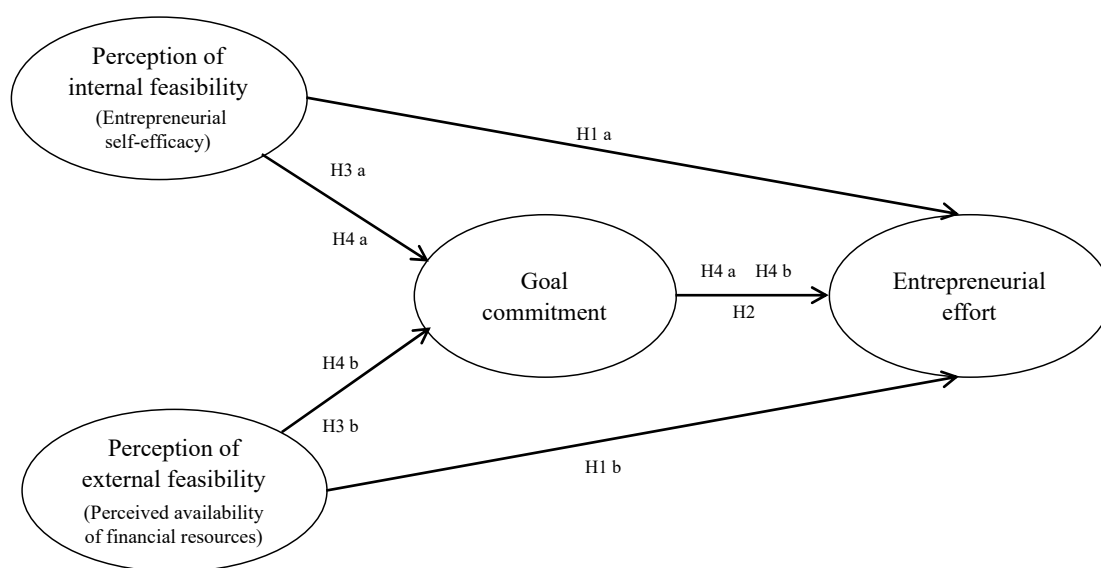 Perception of
internal feasibility
(Entrepreneurial
self-efficacy)
H1 a
H3 a
H4 a
Goal
commitment
H4 a H4 b
H2
Entrepreneurial
effort
H4 b
H3 b
Perception of
external feasibility
(Perceived availability
of financial resources)
H1 b